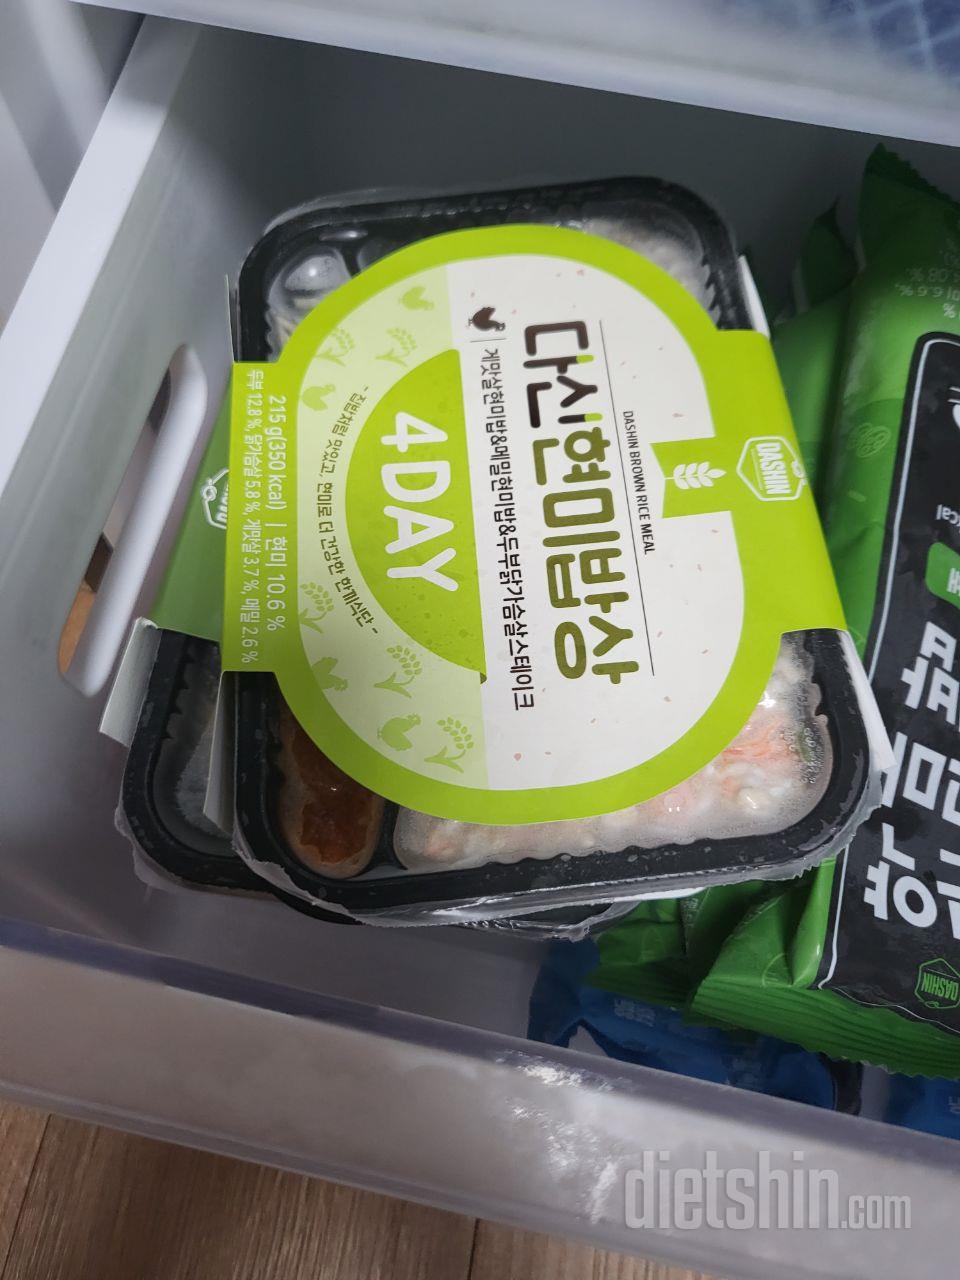 DASHIN
다신현미밥상
DASHIN BROWN RICE MEAL
게맛살현미밥&메밀현미밥&두부닭가슴살스테이크
4DAY
- 집밥처럼 맛있고, 현미로 더 건강한 한끼식단 -
215 g(350 kcal) | 현미 10.6 %
두부 12.8 %, 닭가슴살 5.8 %, 게맛살 3.7 %, 메밀 2.6 %
DASHIN
dietshin.com